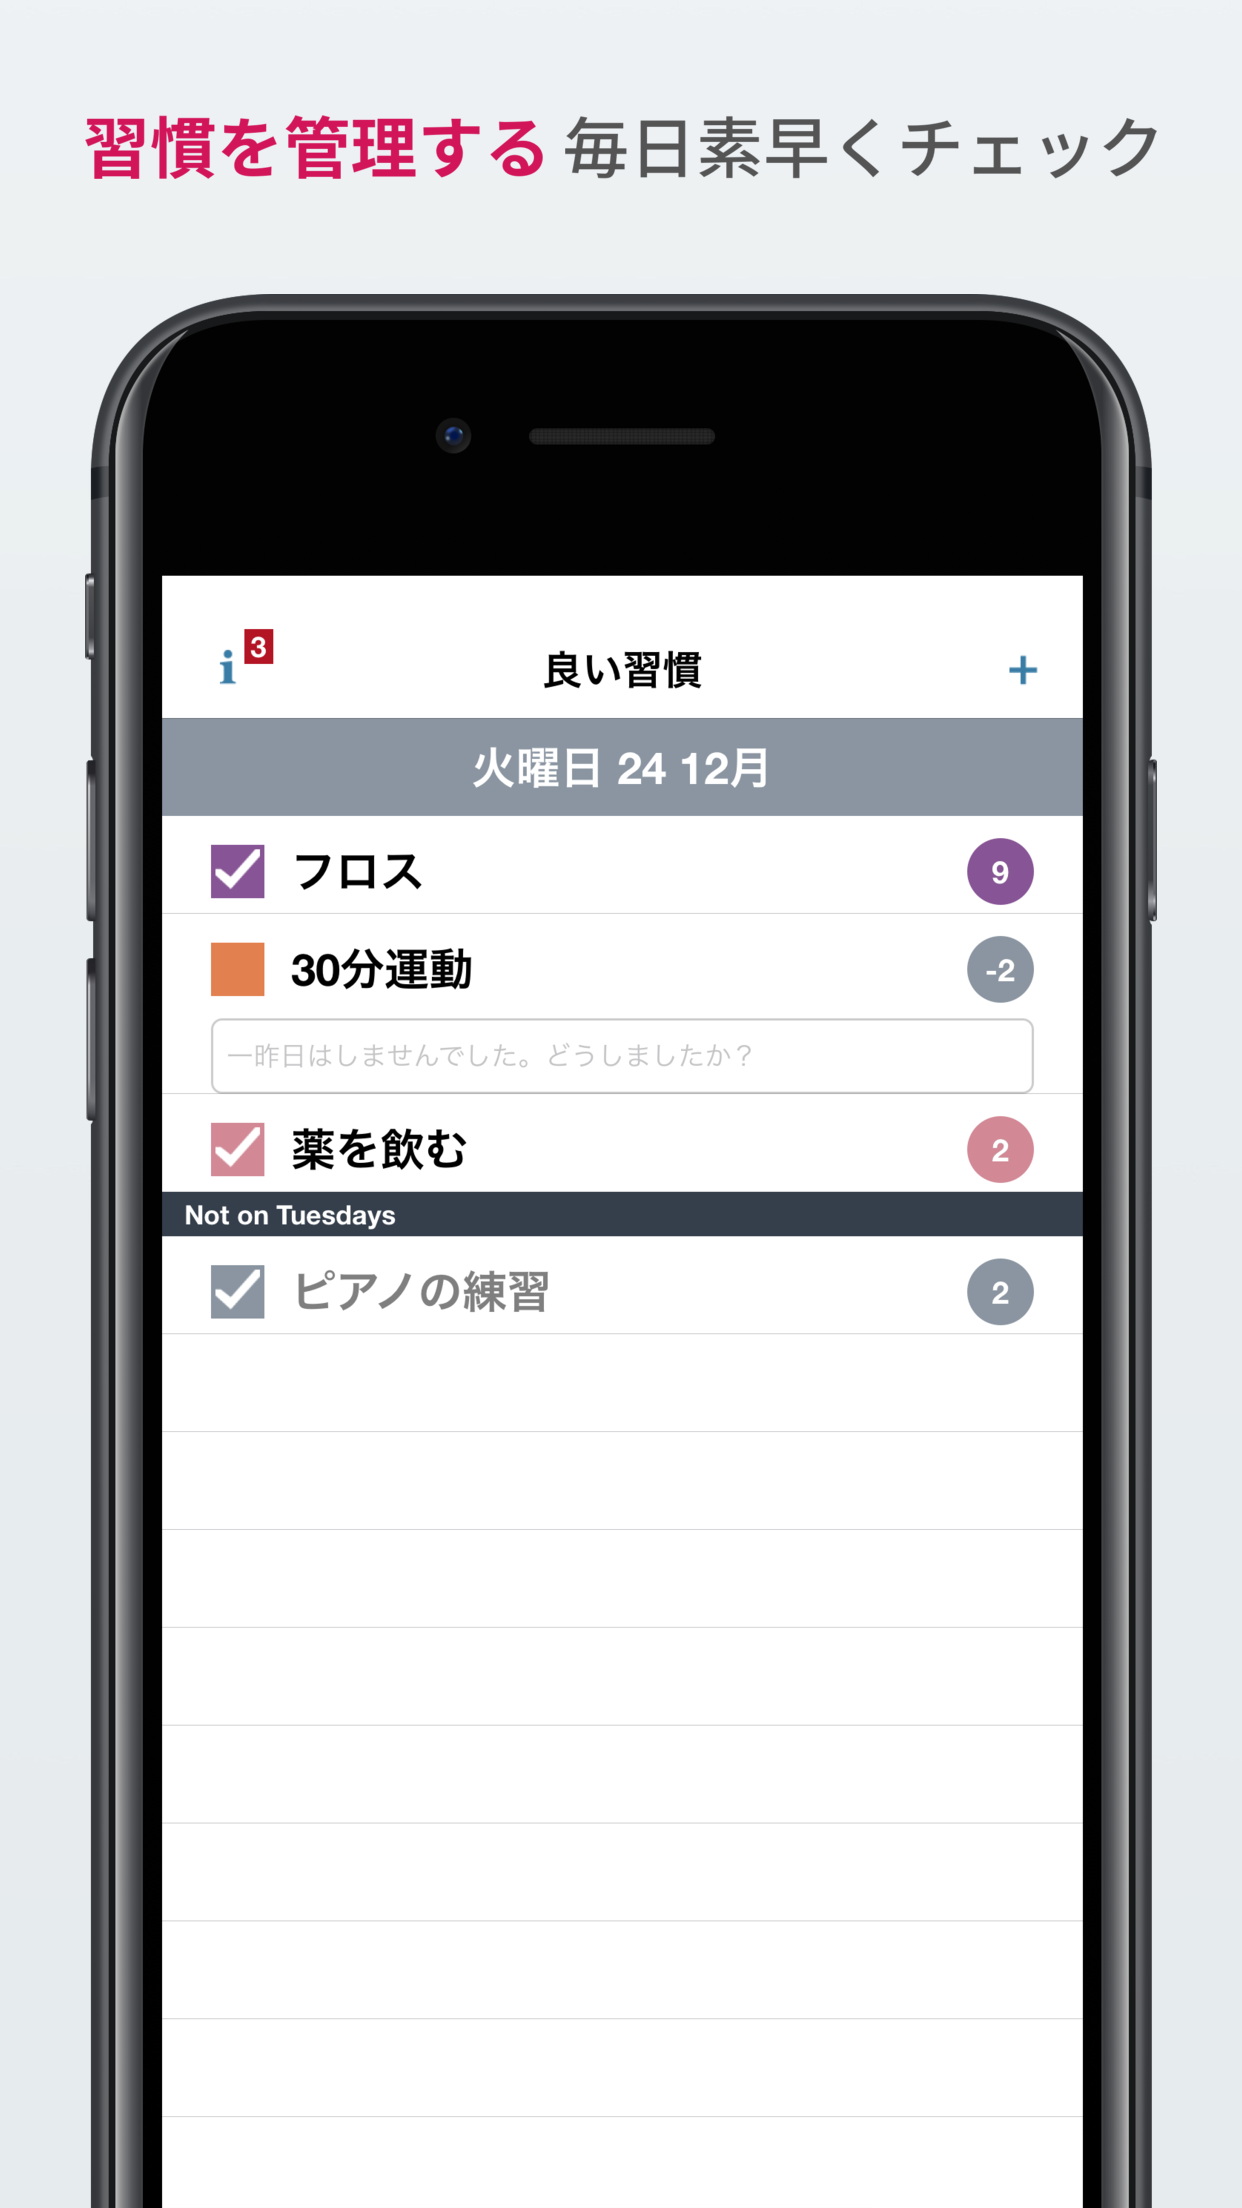 習慣を管理する 毎日素早くチェック
i 3 良い習慣 +
火曜日 24 12月
フロス 9
30分運動 -2
一昨日はしませんでした。どうしましたか？
薬を飲む 2
Not on Tuesdays
ピアノの練習 2